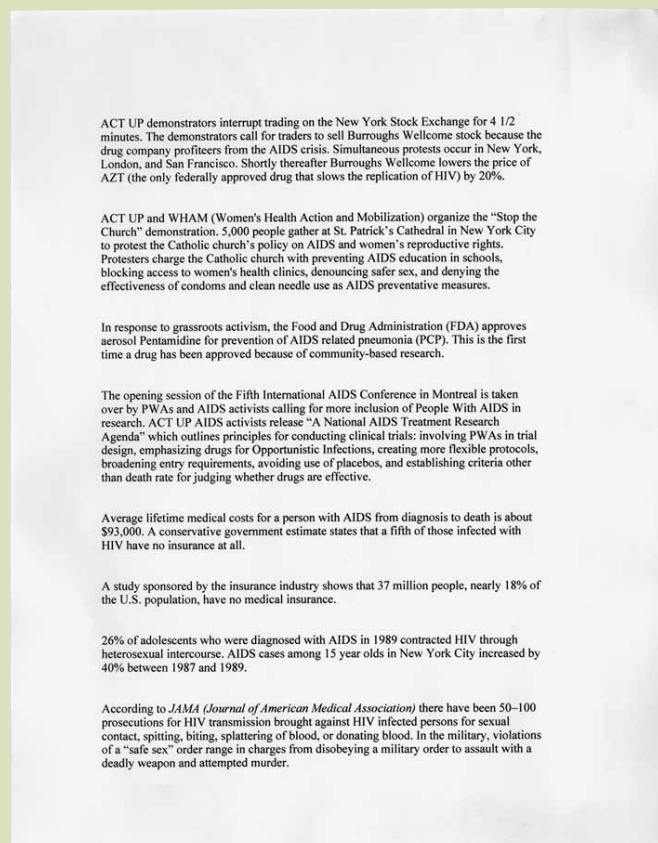 ACT UP demonstrators interrupt trading on the New York Stock Exchange for 4 1/2
minutes. The demonstrators call for traders to sell Burroughs Wellcome stock because the
drug company profiteers from the AIDS crisis. Simultaneous protests occur in New York,
London, and San Francisco. Shortly thereafter Burroughs Wellcome lowers the price of
AZT (the only federally approved drug that slows the replication of HIV) by 20%.
ACT UP and WHAM (Women's Health Action and Mobilization) organize the “Stop the
Church” demonstration. 5,000 people gather at St. Patrick’s Cathedral in New York City
to protest the Catholic church’s policy on AIDS and women’s reproductive rights.
Protesters charge the Catholic church with preventing AIDS education in schools,
blocking access to women's health clinics, denouncing safer sex, and denying the
effectiveness of condoms and clean needle use as AIDS preventative measures.
In response to grassroots activism, the Food and Drug Administration (FDA) approves
aerosol Pentamidine for prevention of AIDS related pneumonia (PCP). This is the first
time a drug has been approved because of community-based research.
The opening session of the Fifth International AIDS Conference in Montreal is taken
over by PWAs and AIDS activists calling for more inclusion of People With AIDS in
research. ACT UP AIDS activists release “A National AIDS Treatment Research
Agenda” which outlines principles for conducting clinical trials: involving PWAs in trial
design, emphasizing drugs for Opportunistic Infections, creating more flexible protocols,
broadening entry requirements, avoiding use of placebos, and establishing criteria other
than death rate for judging whether drugs are effective.
Average lifetime medical costs for a person with AIDS from diagnosis to death is about
$93,000. A conservative government estimate states that a fifth of those infected with
HIV have no insurance at all.
A study sponsored by the insurance industry shows that 37 million people, nearly 18% of
the U.S. population, have no medical insurance.
26% of adolescents who were diagnosed with AIDS in 1989 contracted HIV through
heterosexual intercourse. AIDS cases among 15 year olds in New York City increased by
40% between 1987 and 1989.
According to JAMA (Journal of American Medical Association) there have been 50–100
prosecutions for HIV transmission brought against HIV infected persons for sexual
contact, spitting, biting, splattering of blood, or donating blood. In the military, violations
of a “safe sex” order range in charges from disobeying a military order to assault with a
deadly weapon and attempted murder.